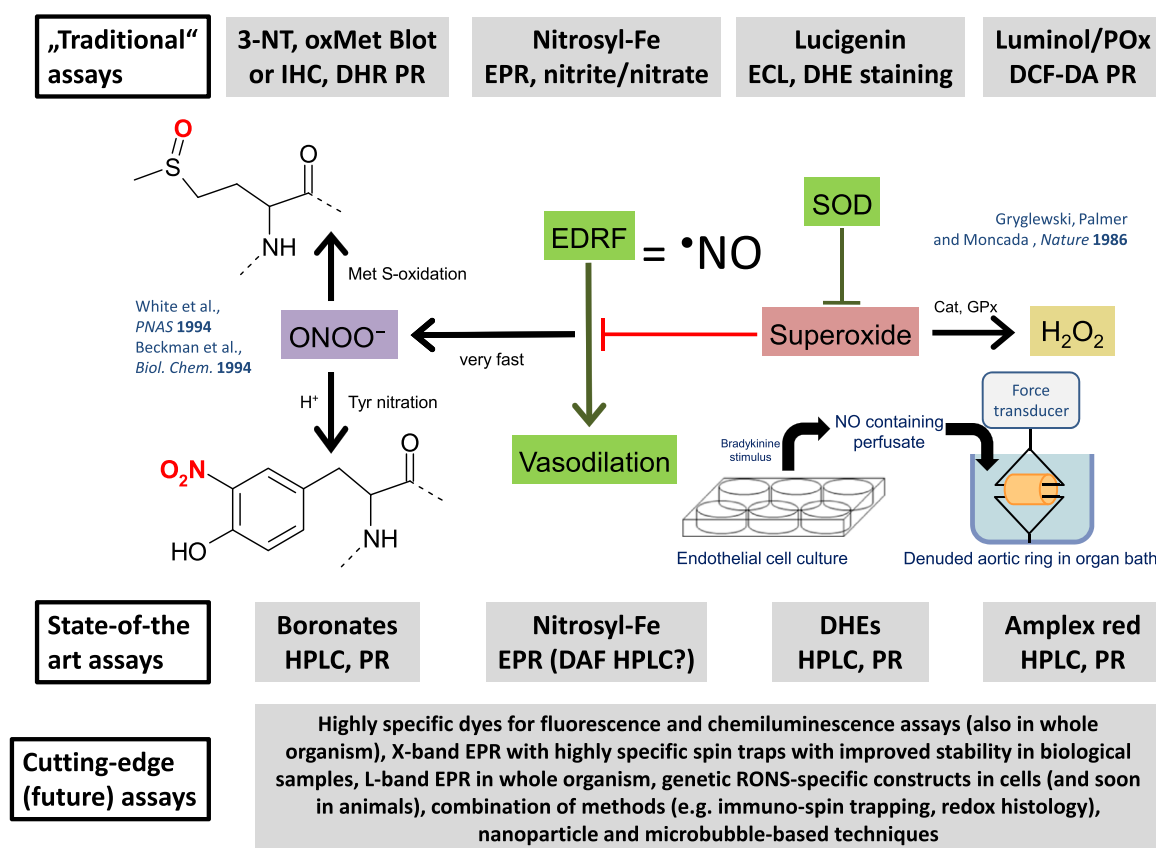 „Traditional“
assays
3-NT, oxMet Blot
or IHC, DHR PR
Nitrosyl-Fe
EPR, nitrite/nitrate
Lucigenin
ECL, DHE staining
Luminol/POx
DCF-DA PR
O
S
O
NH
Met S-oxidation
White et al.,
PNAS 1994
Beckman et al.,
Biol. Chem. 1994
ONOO⁻
very fast
H⁺
Tyr nitration
O₂N
HO
O
NH
EDRF
= •NO
Vasodilation
SOD
Superoxide
Gryglewski, Palmer
and Moncada , Nature 1986
Cat, GPx
H₂O₂
Bradykinine
stimulus
NO containing
perfusate
Force
transducer
Endothelial cell culture
Denuded aortic ring in organ bath
State-of-the
art assays
Boronates
HPLC, PR
Nitrosyl-Fe
EPR (DAF HPLC?)
DHEs
HPLC, PR
Amplex red
HPLC, PR
Cutting-edge
(future) assays
Highly specific dyes for fluorescence and chemiluminescence assays (also in whole
organism), X-band EPR with highly specific spin traps with improved stability in biological
samples, L-band EPR in whole organism, genetic RONS-specific constructs in cells (and soon
in animals), combination of methods (e.g. immuno-spin trapping, redox histology),
nanoparticle and microbubble-based techniques